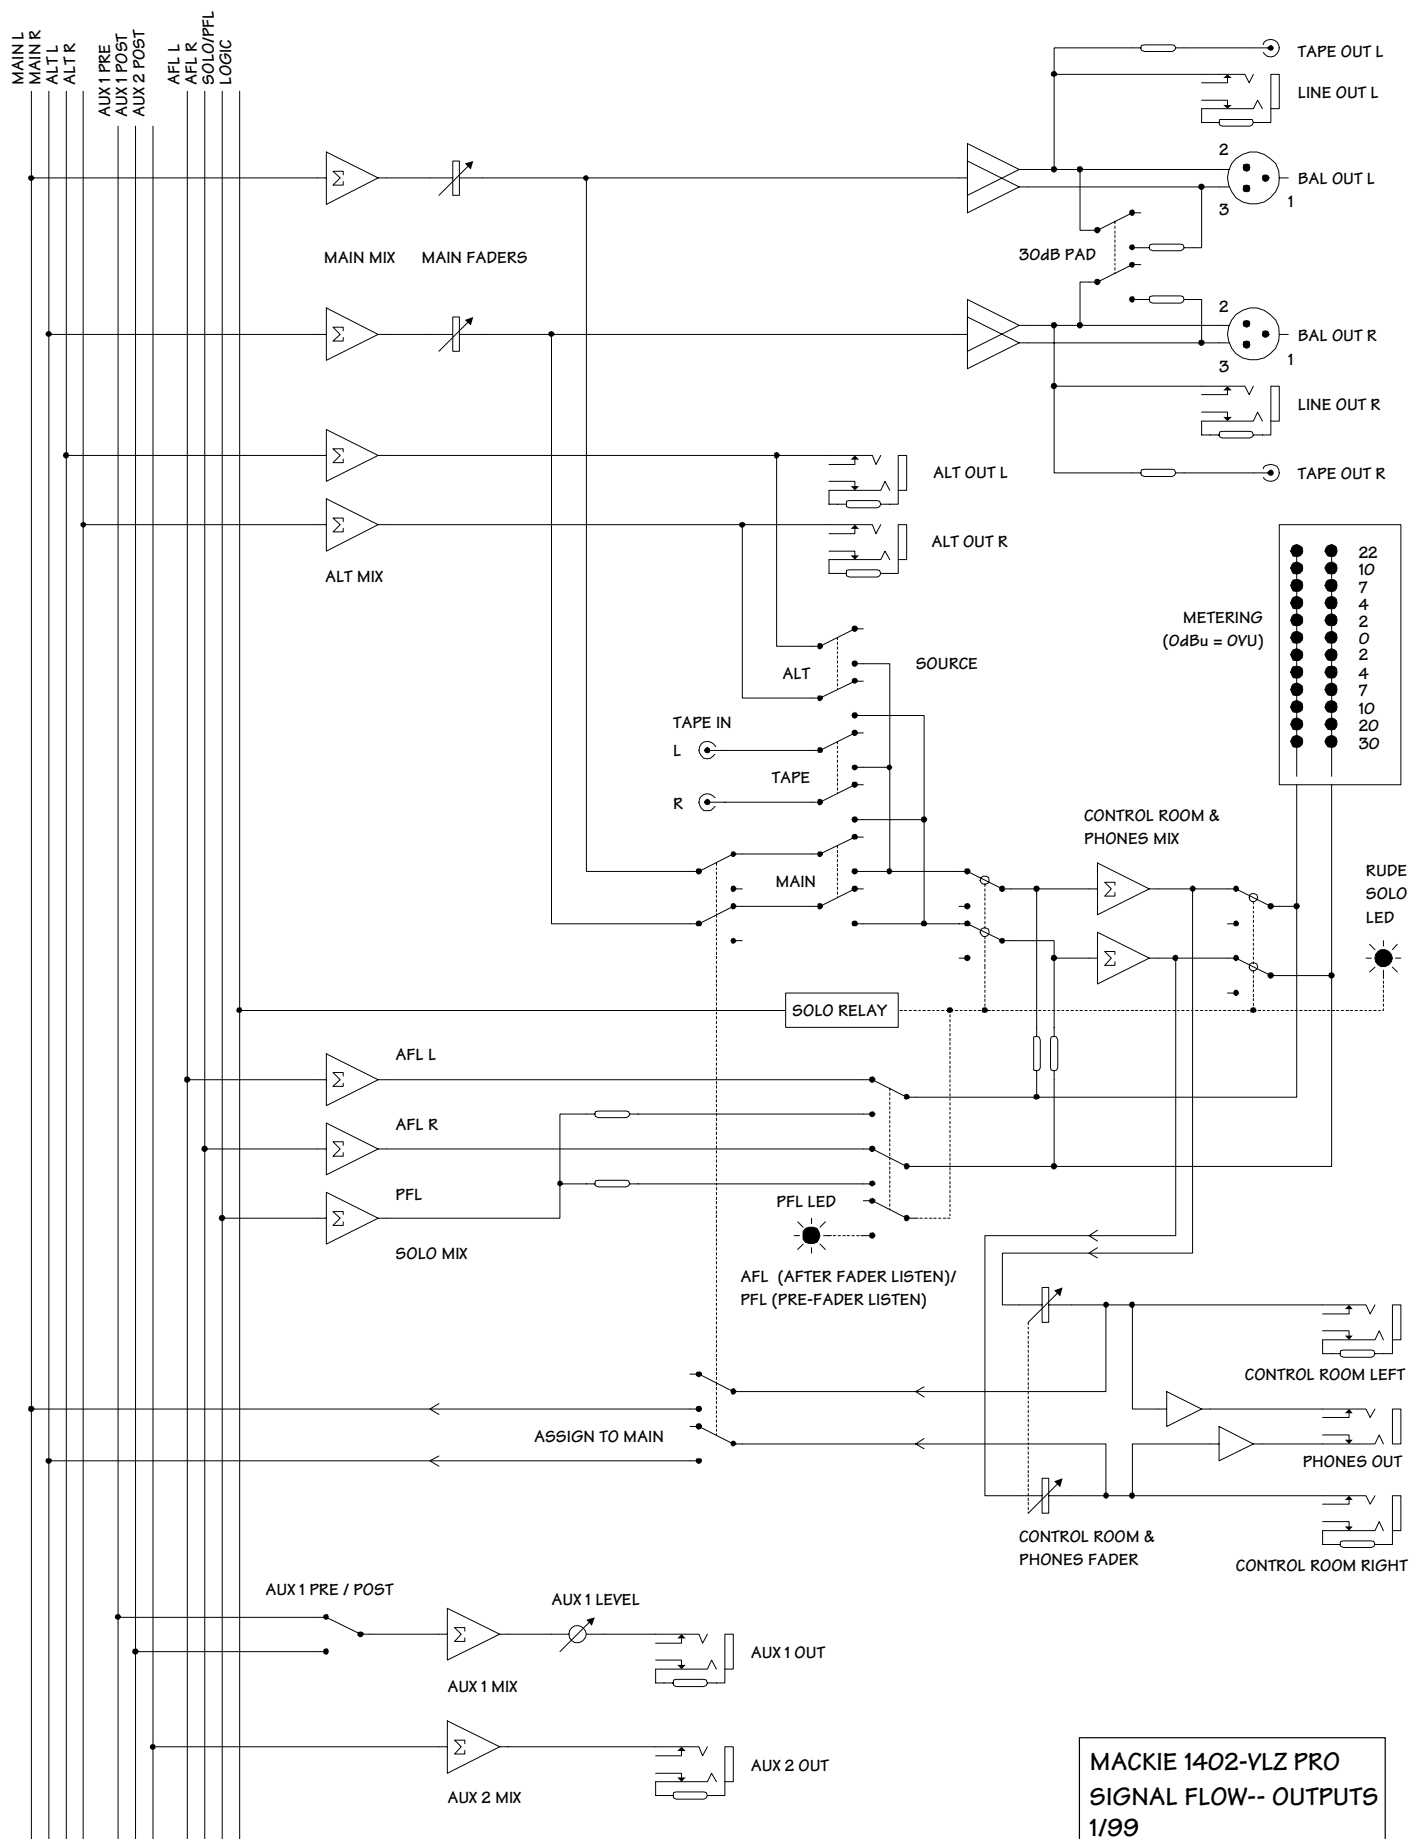 MAIN L
MAIN R
ALT L
ALT R
AUX 1 PRE
AUX 1 POST
AUX 2 POST
AFL L
AFL R
SOLO/PFL
LOGIC
TAPE OUT L
LINE OUT L
Σ
2
BAL OUT L
3
1
MAIN MIX
MAIN FADERS
30dB PAD
Σ
2
BAL OUT R
3
1
LINE OUT R
Σ
ALT OUT L
TAPE OUT R
Σ
ALT OUT R
ALT MIX
22
10
7
4
2
0
2
4
7
10
20
30
METERING
(0dBu = 0VU)
ALT
SOURCE
TAPE IN
L
TAPE
R
CONTROL ROOM &
PHONES MIX
MAIN
Σ
Σ
RUDE
SOLO
LED
SOLO RELAY
AFL L
Σ
AFL R
Σ
PFL
Σ
SOLO MIX
PFL LED
AFL (AFTER FADER LISTEN)/
PFL (PRE-FADER LISTEN)
CONTROL ROOM LEFT
ASSIGN TO MAIN
PHONES OUT
CONTROL ROOM &
PHONES FADER
CONTROL ROOM RIGHT
AUX 1 PRE / POST
AUX 1 LEVEL
Σ
AUX 1 OUT
AUX 1 MIX
Σ
AUX 2 OUT
AUX 2 MIX
MACKIE 1402-VLZ PRO
SIGNAL FLOW-- OUTPUTS
1/99